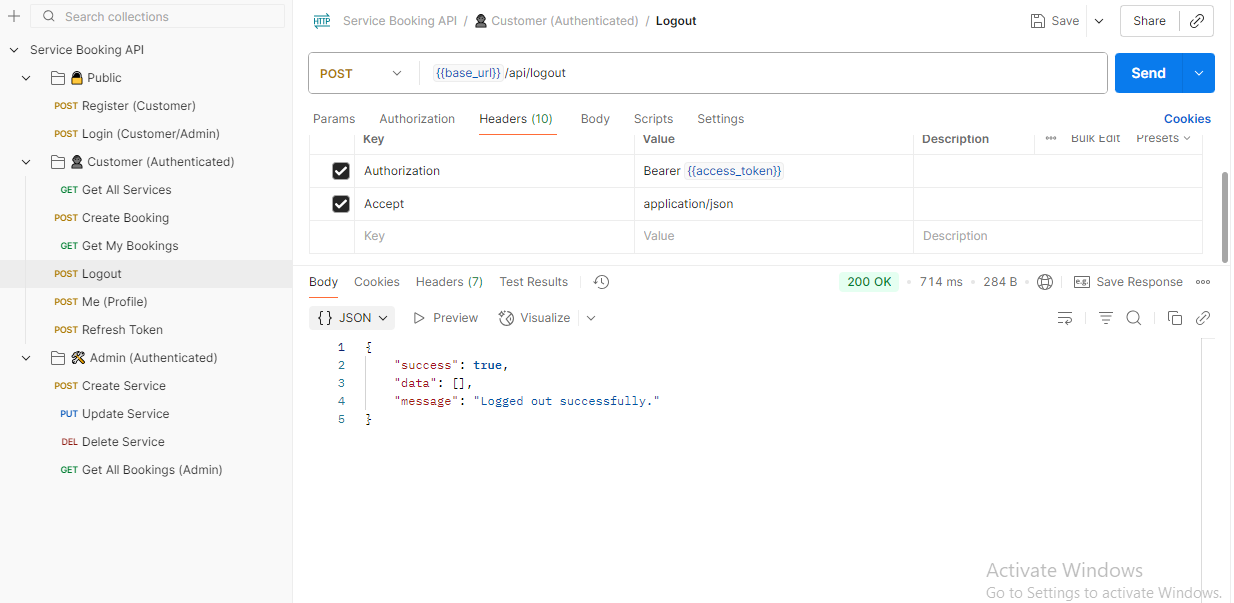 Search collections
Service Booking API
Public
POST Register (Customer)
POST Login (Customer/Admin)
Customer (Authenticated)
GET Get All Services
POST Create Booking
GET Get My Bookings
POST Logout
POST Me (Profile)
POST Refresh Token
Admin (Authenticated)
POST Create Service
PUT Update Service
DEL Delete Service
GET Get All Bookings (Admin)
HTTP Service Booking API / Customer (Authenticated) / Logout
Save Share
POST {{base_url}} /api/logout Send
Params Authorization Headers (10) Body Scripts Settings Cookies
Key Value Description Bulk Edit Presets
Authorization Bearer {{access_token}}
Accept application/json
Key Value Description
Body Cookies Headers (7) Test Results 200 OK 714 ms 284 B e.g. Save Response
{} JSON Preview Visualize
1 {
2 "success": true,
3 "data": [],
4 "message": "Logged out successfully."
5 }
Activate Windows
Go to Settings to activate Windows.